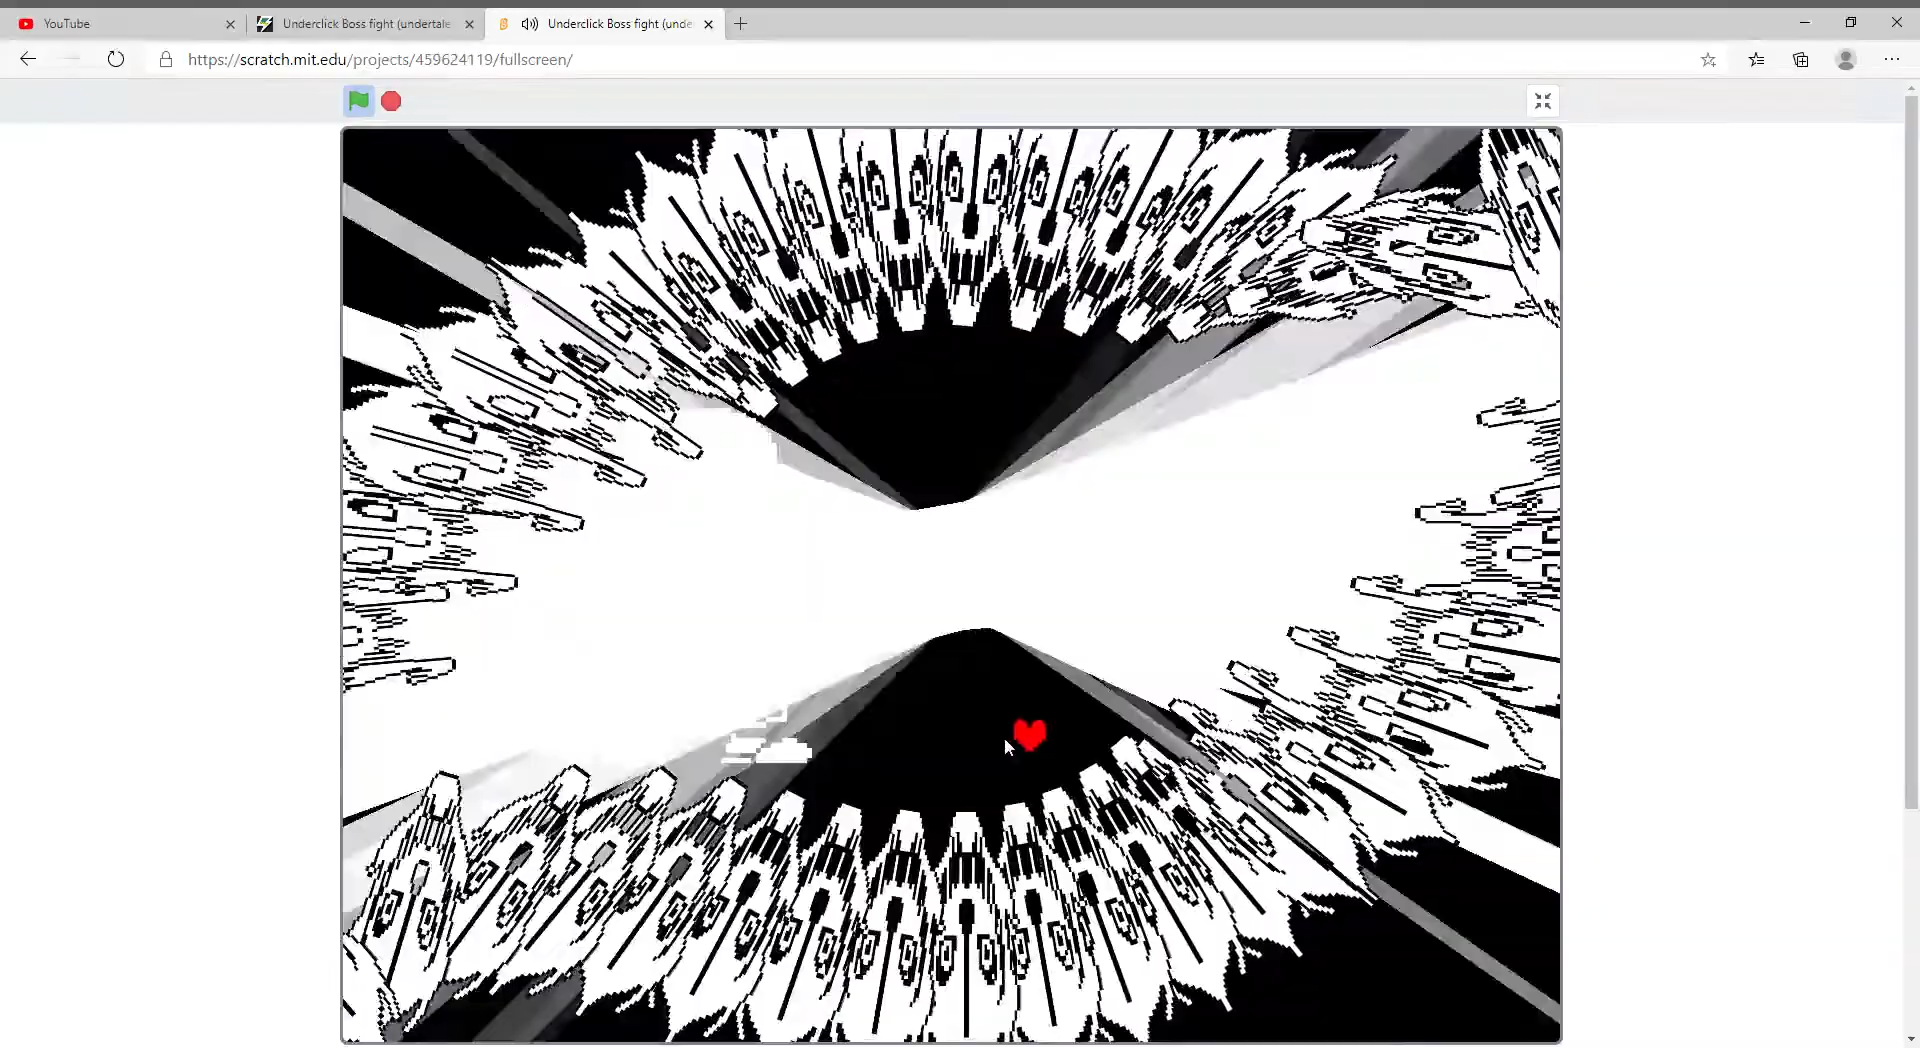 YouTube
Underclick Boss fight (undertale
Underclick Boss fight (unde
https://scratch.mit.edu/projects/459624119/fullscreen/